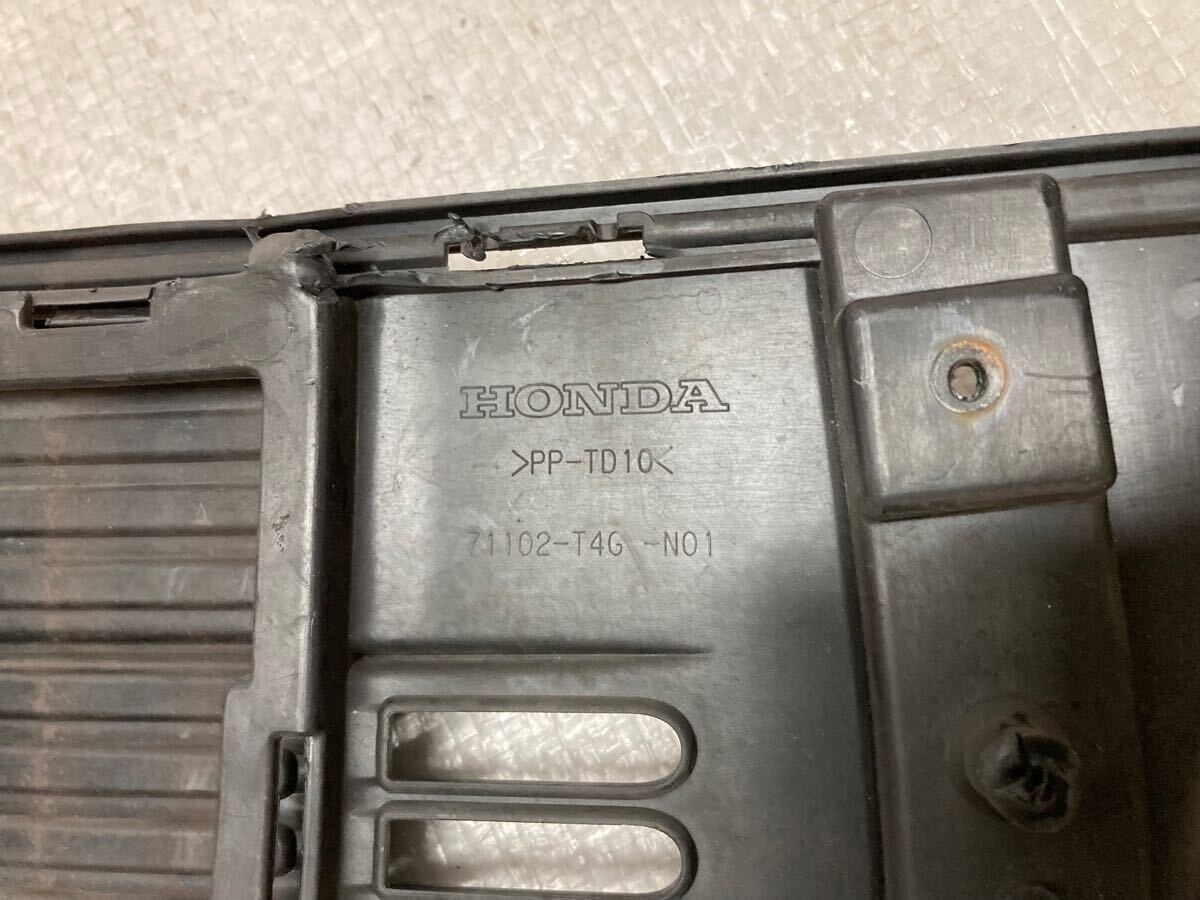 HONDA
>PP-TD10<
71102-T4G -N01